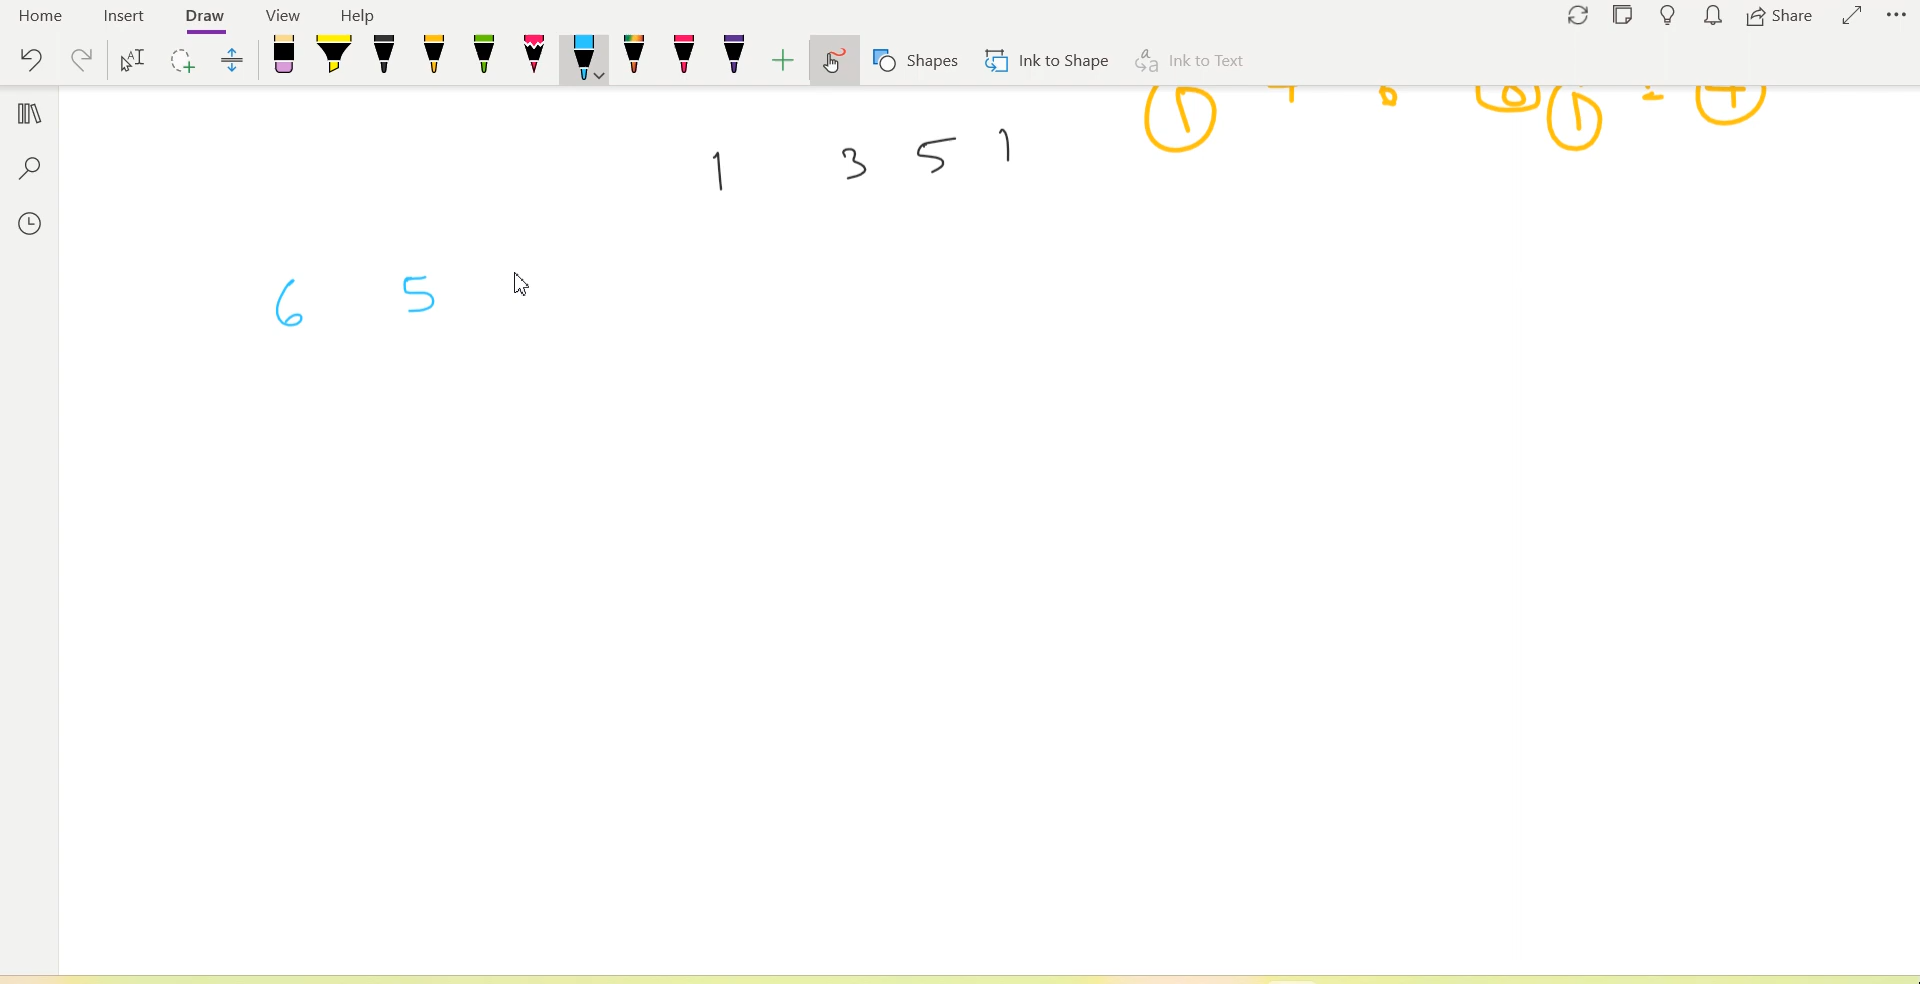 Home Insert Draw View Help Share
Shapes Ink to Shape Ink to Text
1 3 5 1
6 5